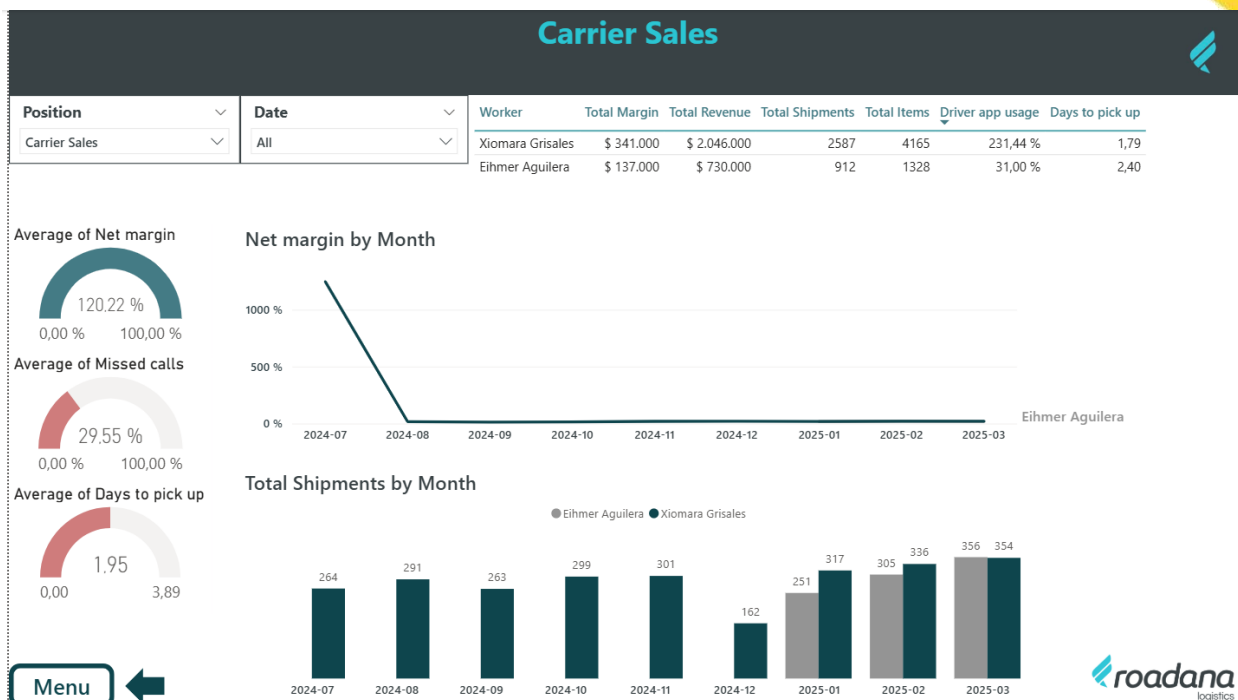 Carrier Sales
Position
Carrier Sales
Date
All
Worker Total Margin Total Revenue Total Shipments Total Items Driver app usage Days to pick up
Xiomara Grisales $ 341.000 $ 2.046.000 2587 4165 231,44 % 1,79
Eihmer Aguilera $ 137.000 $ 730.000 912 1328 31,00 % 2,40
Average of Net margin
120,22 %
0,00 % 100,00 %
Average of Missed calls
29,55 %
0,00 % 100,00 %
Average of Days to pick up
1,95
0,00 3,89
Menu
Net margin by Month
1000 %
500 %
0 %
2024-07 2024-08 2024-09 2024-10 2024-11 2024-12 2025-01 2025-02 2025-03
Eihmer Aguilera
Total Shipments by Month
Eihmer Aguilera Xiomara Grisales
264 291 263 299 301 162 251 317 305 336 356 354
2024-07 2024-08 2024-09 2024-10 2024-11 2024-12 2025-01 2025-02 2025-03
roadana
logistics